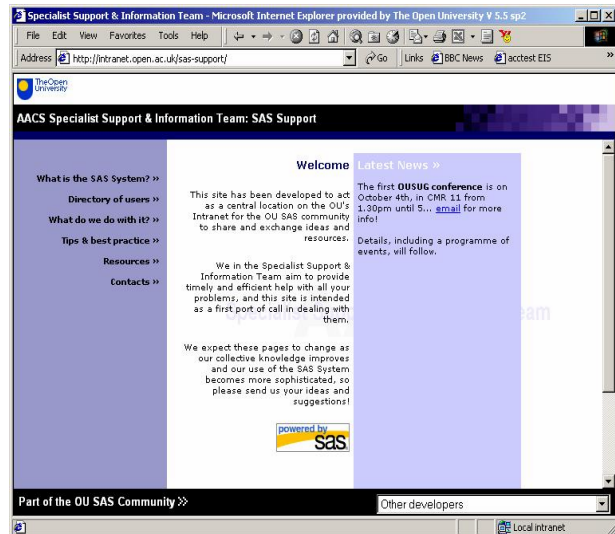 Specialist Support & Information Team - Microsoft Internet Explorer provided by The Open University V 5.5 sp2
File Edit View Favorites Tools Help
Address http://intranet.open.ac.uk/sas-support/ Go Links BBC News acctest EIS »
The Open
University
AACS Specialist Support & Information Team: SAS Support
What is the SAS System? »
Directory of users »
What do we do with it? »
Tips & best practice »
Resources »
Contacts »
Welcome
This site has been developed to act
as a central location on the OU's
Intranet for the OU SAS community
to share and exchange ideas and
resources.
We in the Specialist Support &
Information Team aim to provide
timely and efficient help with all your
problems, and this site is intended
as a first port of call in dealing with
them.
We expect these pages to change as
our collective knowledge improves
and our use of the SAS System
becomes more sophisticated, so
please send us your ideas and
suggestions!
powered by
sas
Latest News »
The first OUSUG conference is on
October 4th, in CMR 11 from
1.30pm until 5... email for more
info!
Details, including a programme of
events, will follow.
Part of the OU SAS Community »
Other developers
Local intranet